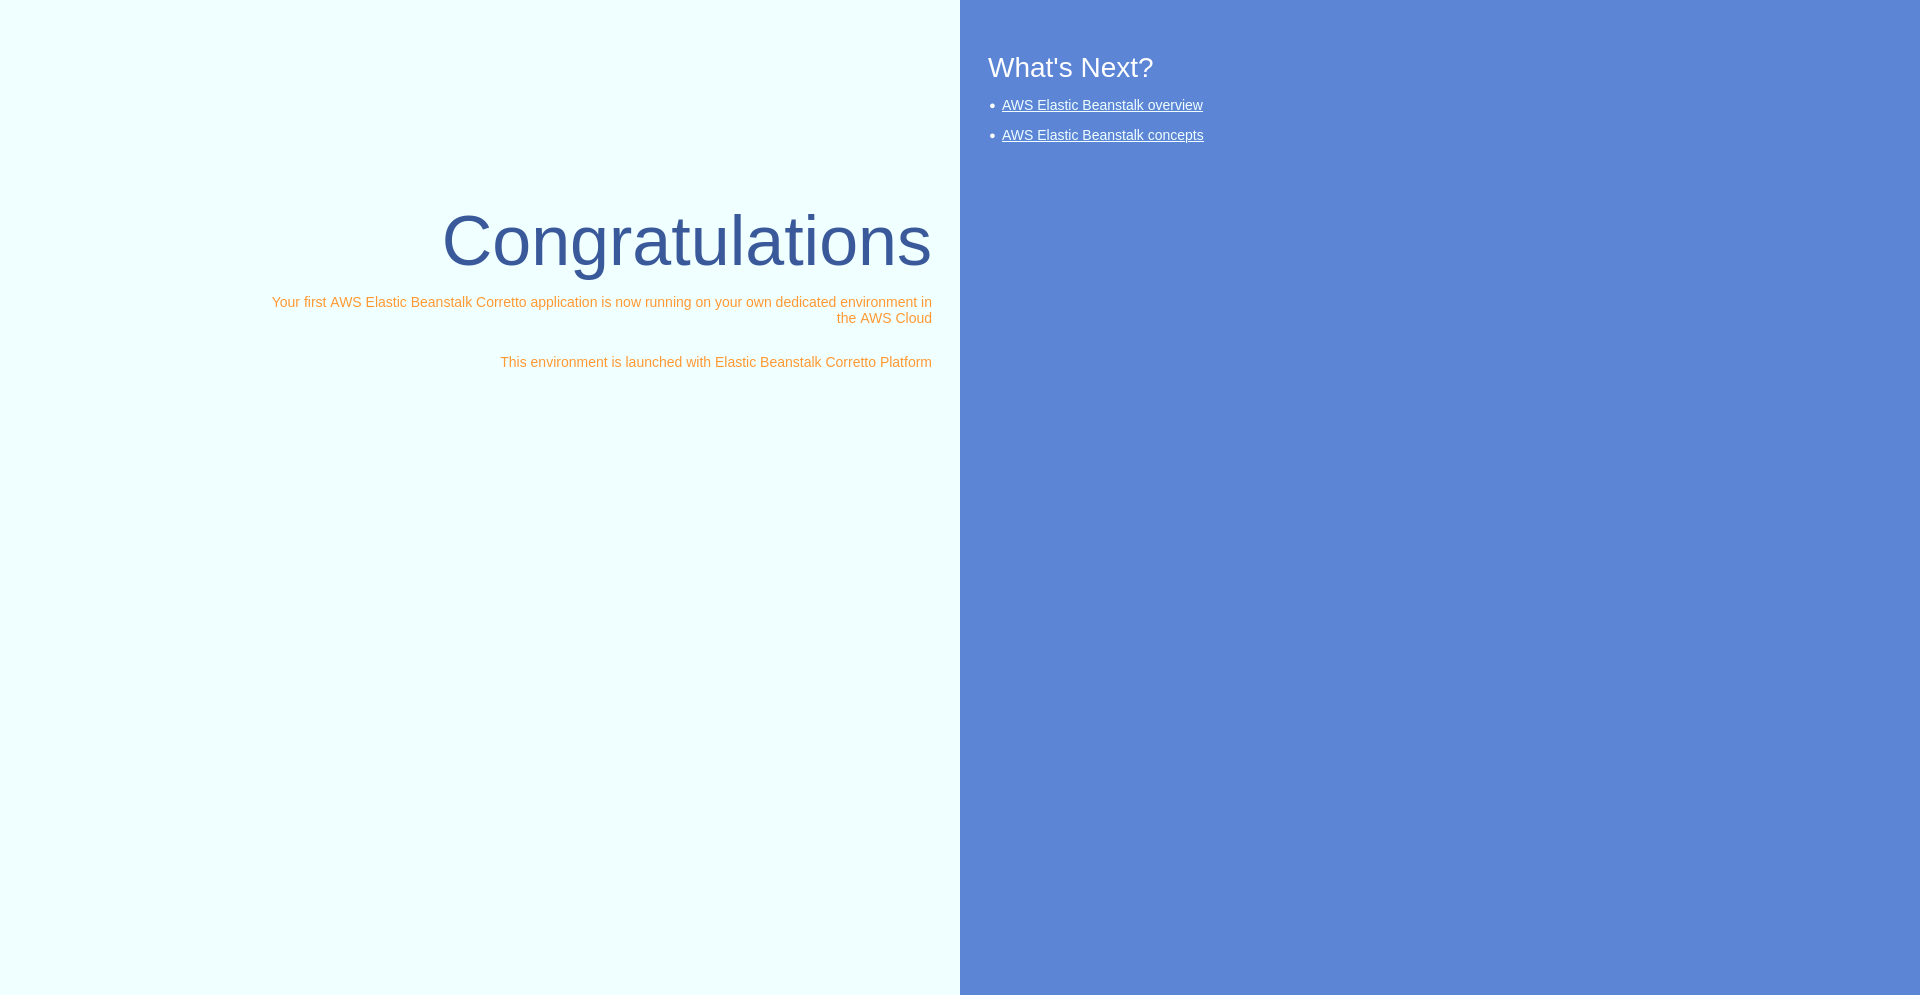 Congratulations
Your first AWS Elastic Beanstalk Corretto application is now running on your own dedicated environment in
the AWS Cloud
This environment is launched with Elastic Beanstalk Corretto Platform
What's Next?
• AWS Elastic Beanstalk overview
• AWS Elastic Beanstalk concepts